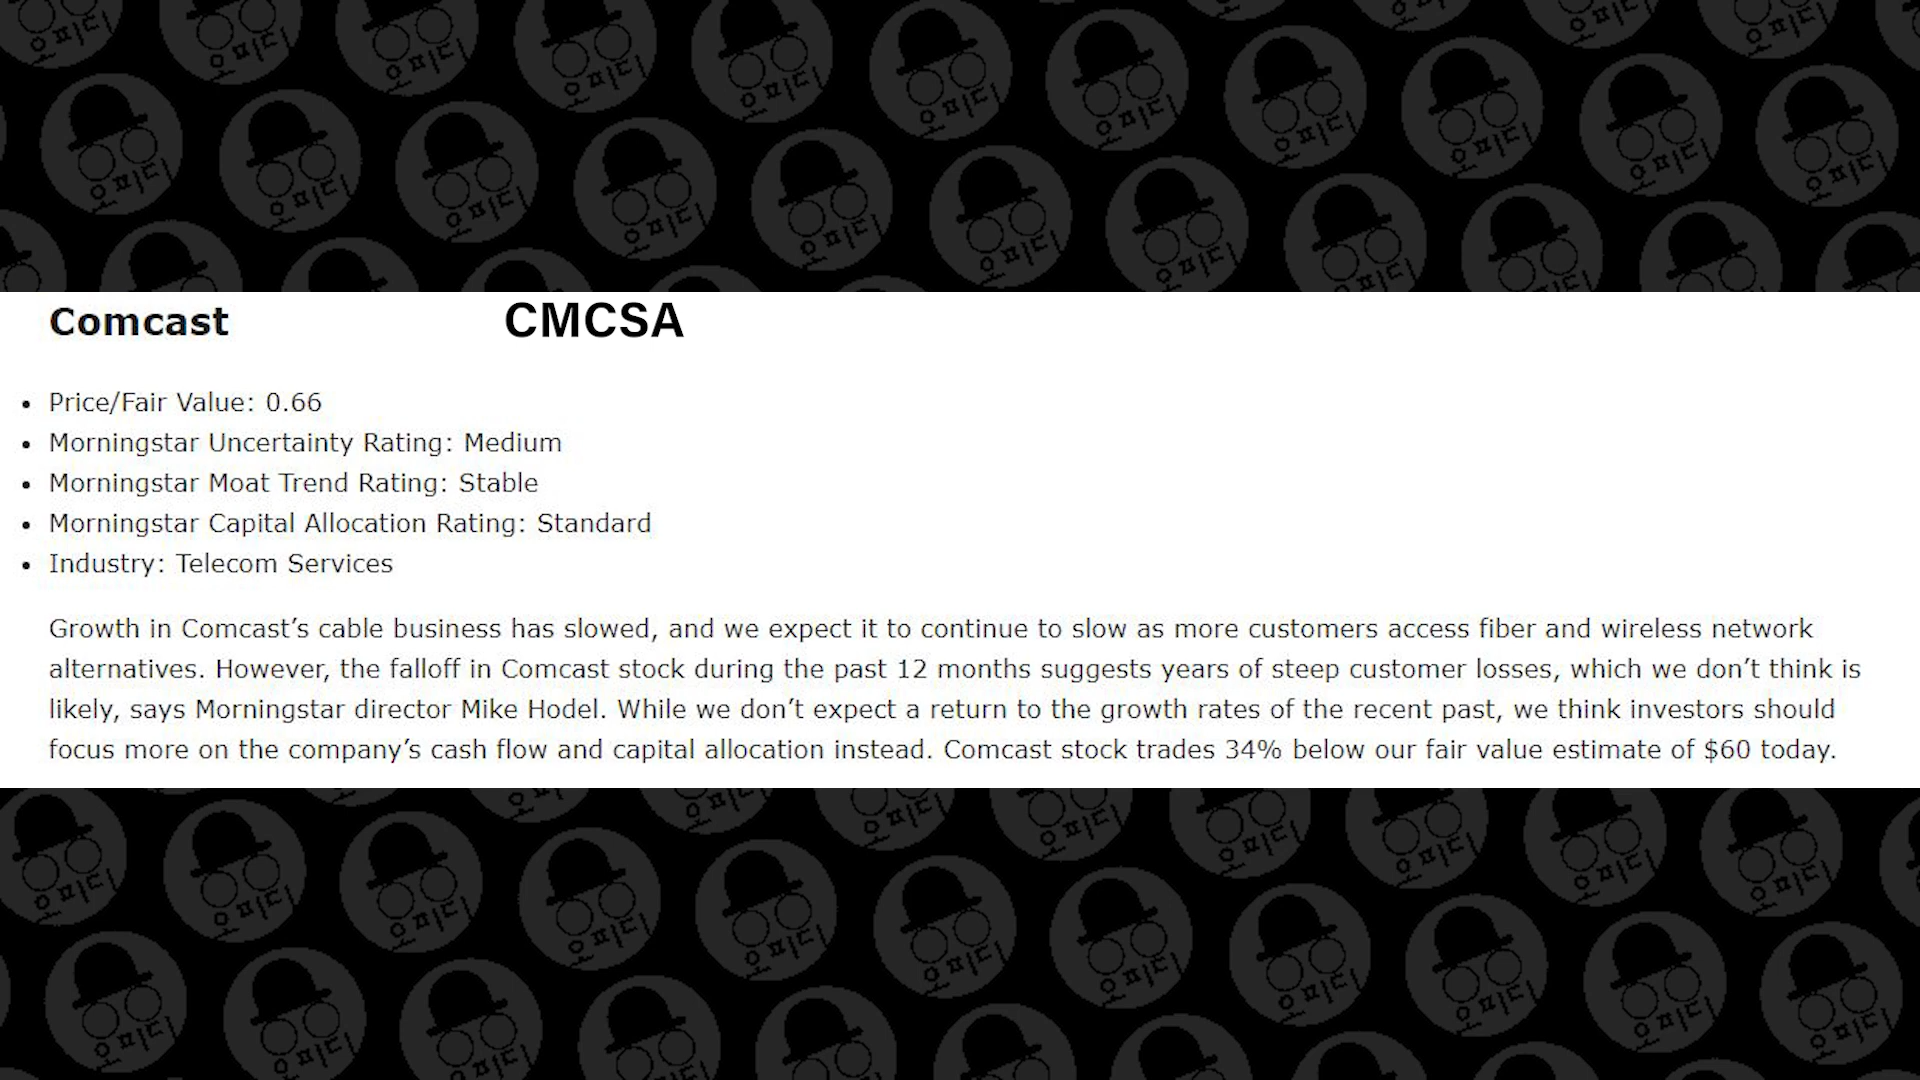 Comcast CMCSA
• Price/Fair Value: 0.66
• Morningstar Uncertainty Rating: Medium
• Morningstar Moat Trend Rating: Stable
• Morningstar Capital Allocation Rating: Standard
• Industry: Telecom Services
Growth in Comcast’s cable business has slowed, and we expect it to continue to slow as more customers access fiber and wireless network
alternatives. However, the falloff in Comcast stock during the past 12 months suggests years of steep customer losses, which we don’t think is
likely, says Morningstar director Mike Hodel. While we don’t expect a return to the growth rates of the recent past, we think investors should
focus more on the company’s cash flow and capital allocation instead. Comcast stock trades 34% below our fair value estimate of $60 today.
오피디